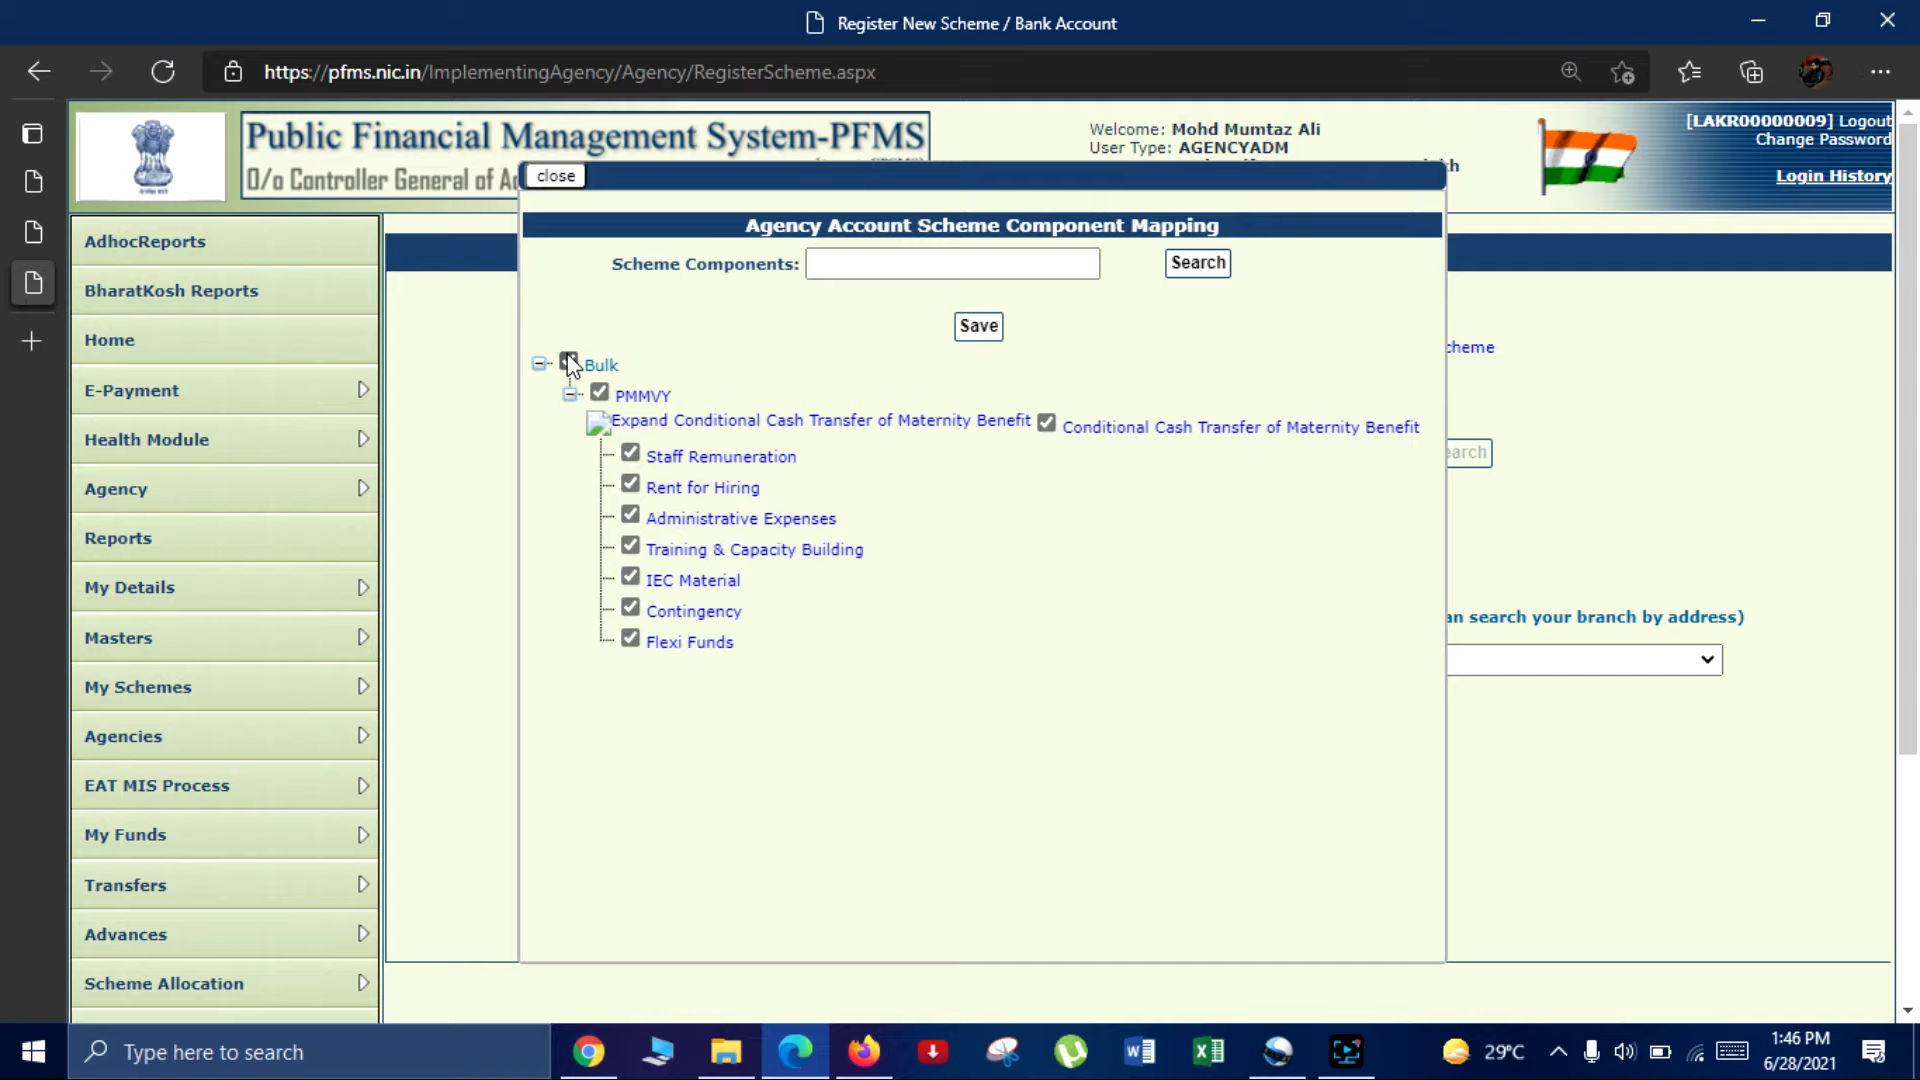 Register New Scheme / Bank Account
https://pfms.nic.in/ImplementingAgency/Agency/RegisterScheme.aspx
Public Financial Management System-PFMS
O/o Controller General of
Welcome: Mohd Mumtaz Ali
User Type: AGENCYADM
[LAKR00000009] Logout
Change Password
Login History
close
Agency Account Scheme Component Mapping
Scheme Components:
Search
Save
Bulk
PMMVY
Expand Conditional Cash Transfer of Maternity Benefit
Conditional Cash Transfer of Maternity Benefit
Staff Remuneration
Rent for Hiring
Administrative Expenses
Training & Capacity Building
IEC Material
Contingency
Flexi Funds
AdhocReports
BharatKosh Reports
Home
E-Payment
Health Module
Agency
Reports
My Details
Masters
My Schemes
Agencies
EAT MIS Process
My Funds
Transfers
Advances
Scheme Allocation
cheme
earch
an search your branch by address)
Type here to search
29°C
1:46 PM
6/28/2021